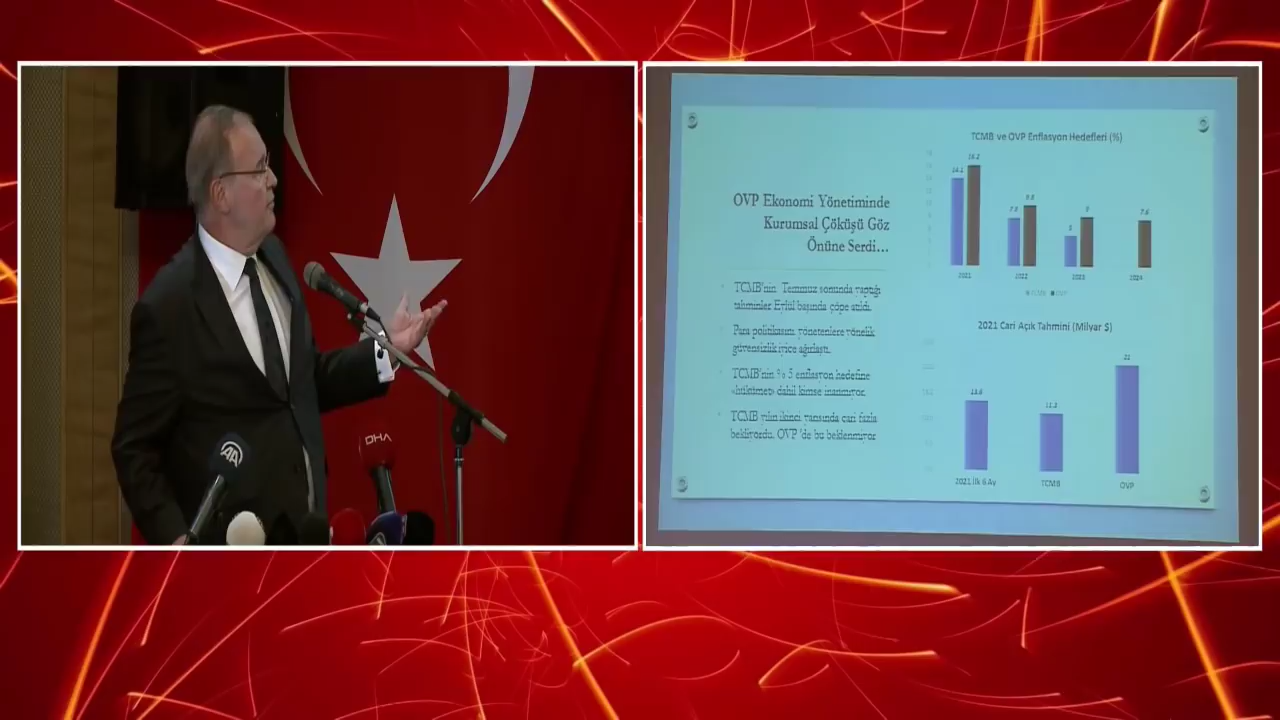 AA
DHA
OVP Ekonomi Yönetiminde
Kurumsal Çöküşü Göz
Önüne Serdi...
TCMB'nin Temmuz sonunda yaptığı
tahminler Eylül başında çöpe atıldı.
Para politikasını yönetenlere yönelik
güvensizlik iyice ağırlaştı.
TCMB'nin % 5 enflasyon hedefine
«hükümet» dahil kimse inanmıyor.
TCMB yılın ikinci yarısında cari fazla
bekliyordu. OVP 'de bu beklenmiyor
TCMB ve OVP Enflasyon Hedefleri (%)
14.1 16.2
7.8 9.8
5 8
7.6
2021 2022 2023 2024
TCMB OVP
2021 Cari Açık Tahmini (Milyar $)
13.6
11.3
21
2021 İlk 6 Ay TCMB OVP